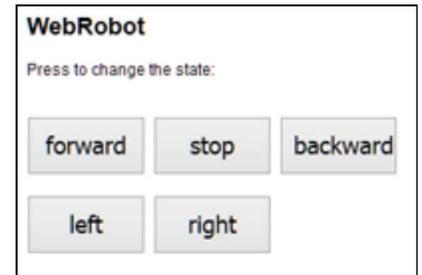 WebRobot
Press to change the state:
forward stop backward
left right